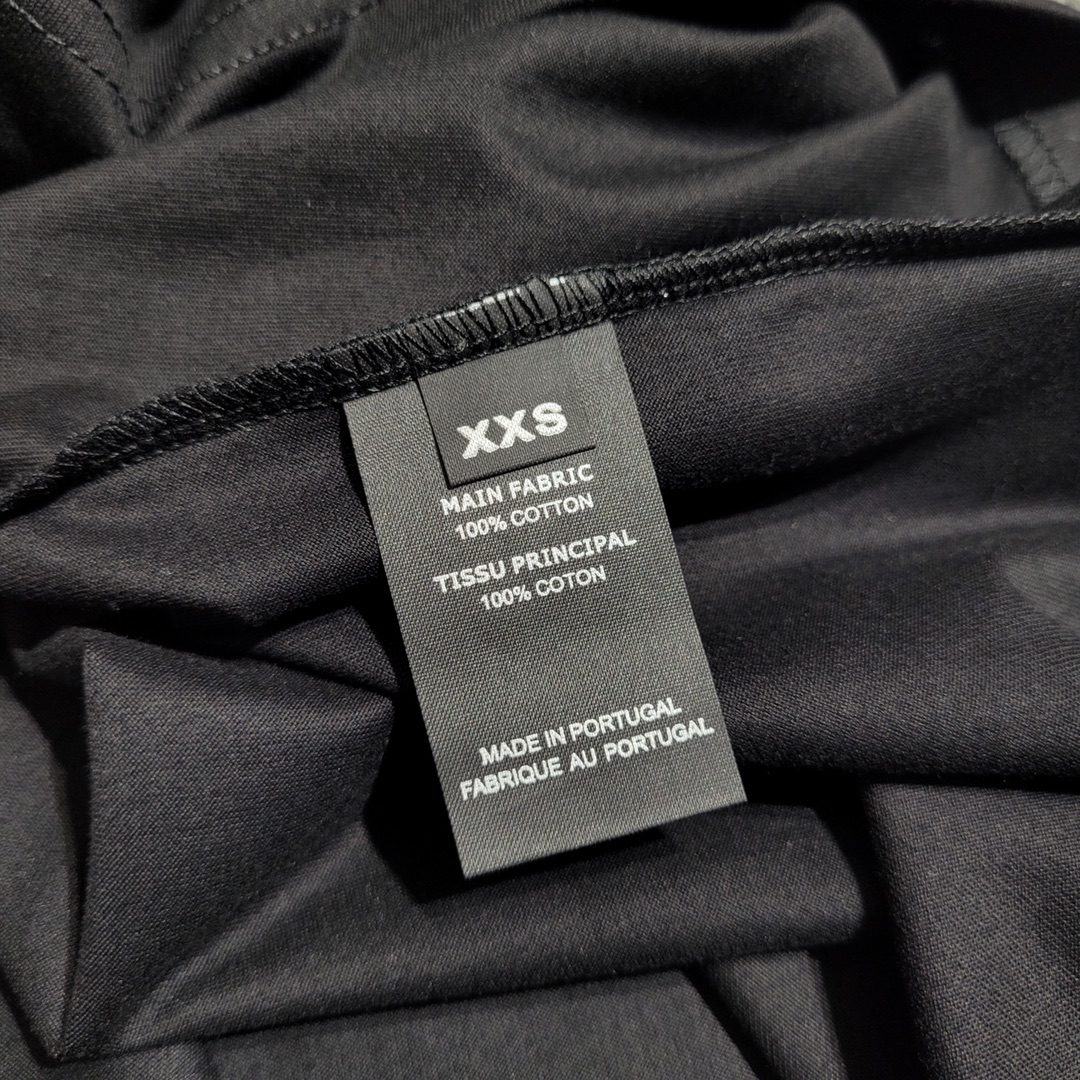 XXS
MAIN FABRIC
100% COTTON
TISSU PRINCIPAL
100% COTON
MADE IN PORTUGAL
FABRIQUE AU PORTUGAL